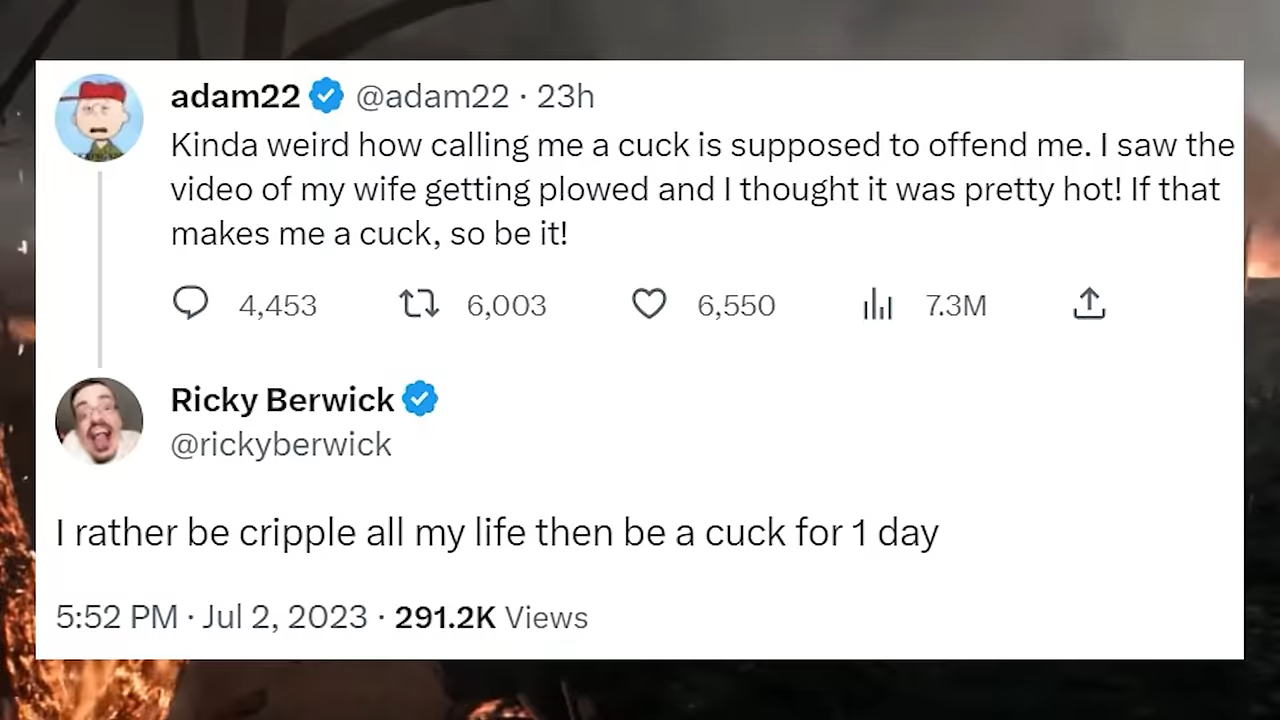 adam22 @adam22 · 23h
Kinda weird how calling me a cuck is supposed to offend me. I saw the
video of my wife getting plowed and I thought it was pretty hot! If that
makes me a cuck, so be it!
4,453 6,003 6,550 7.3M
Ricky Berwick
@rickyberwick
I rather be cripple all my life then be a cuck for 1 day
5:52 PM · Jul 2, 2023 · 291.2K Views